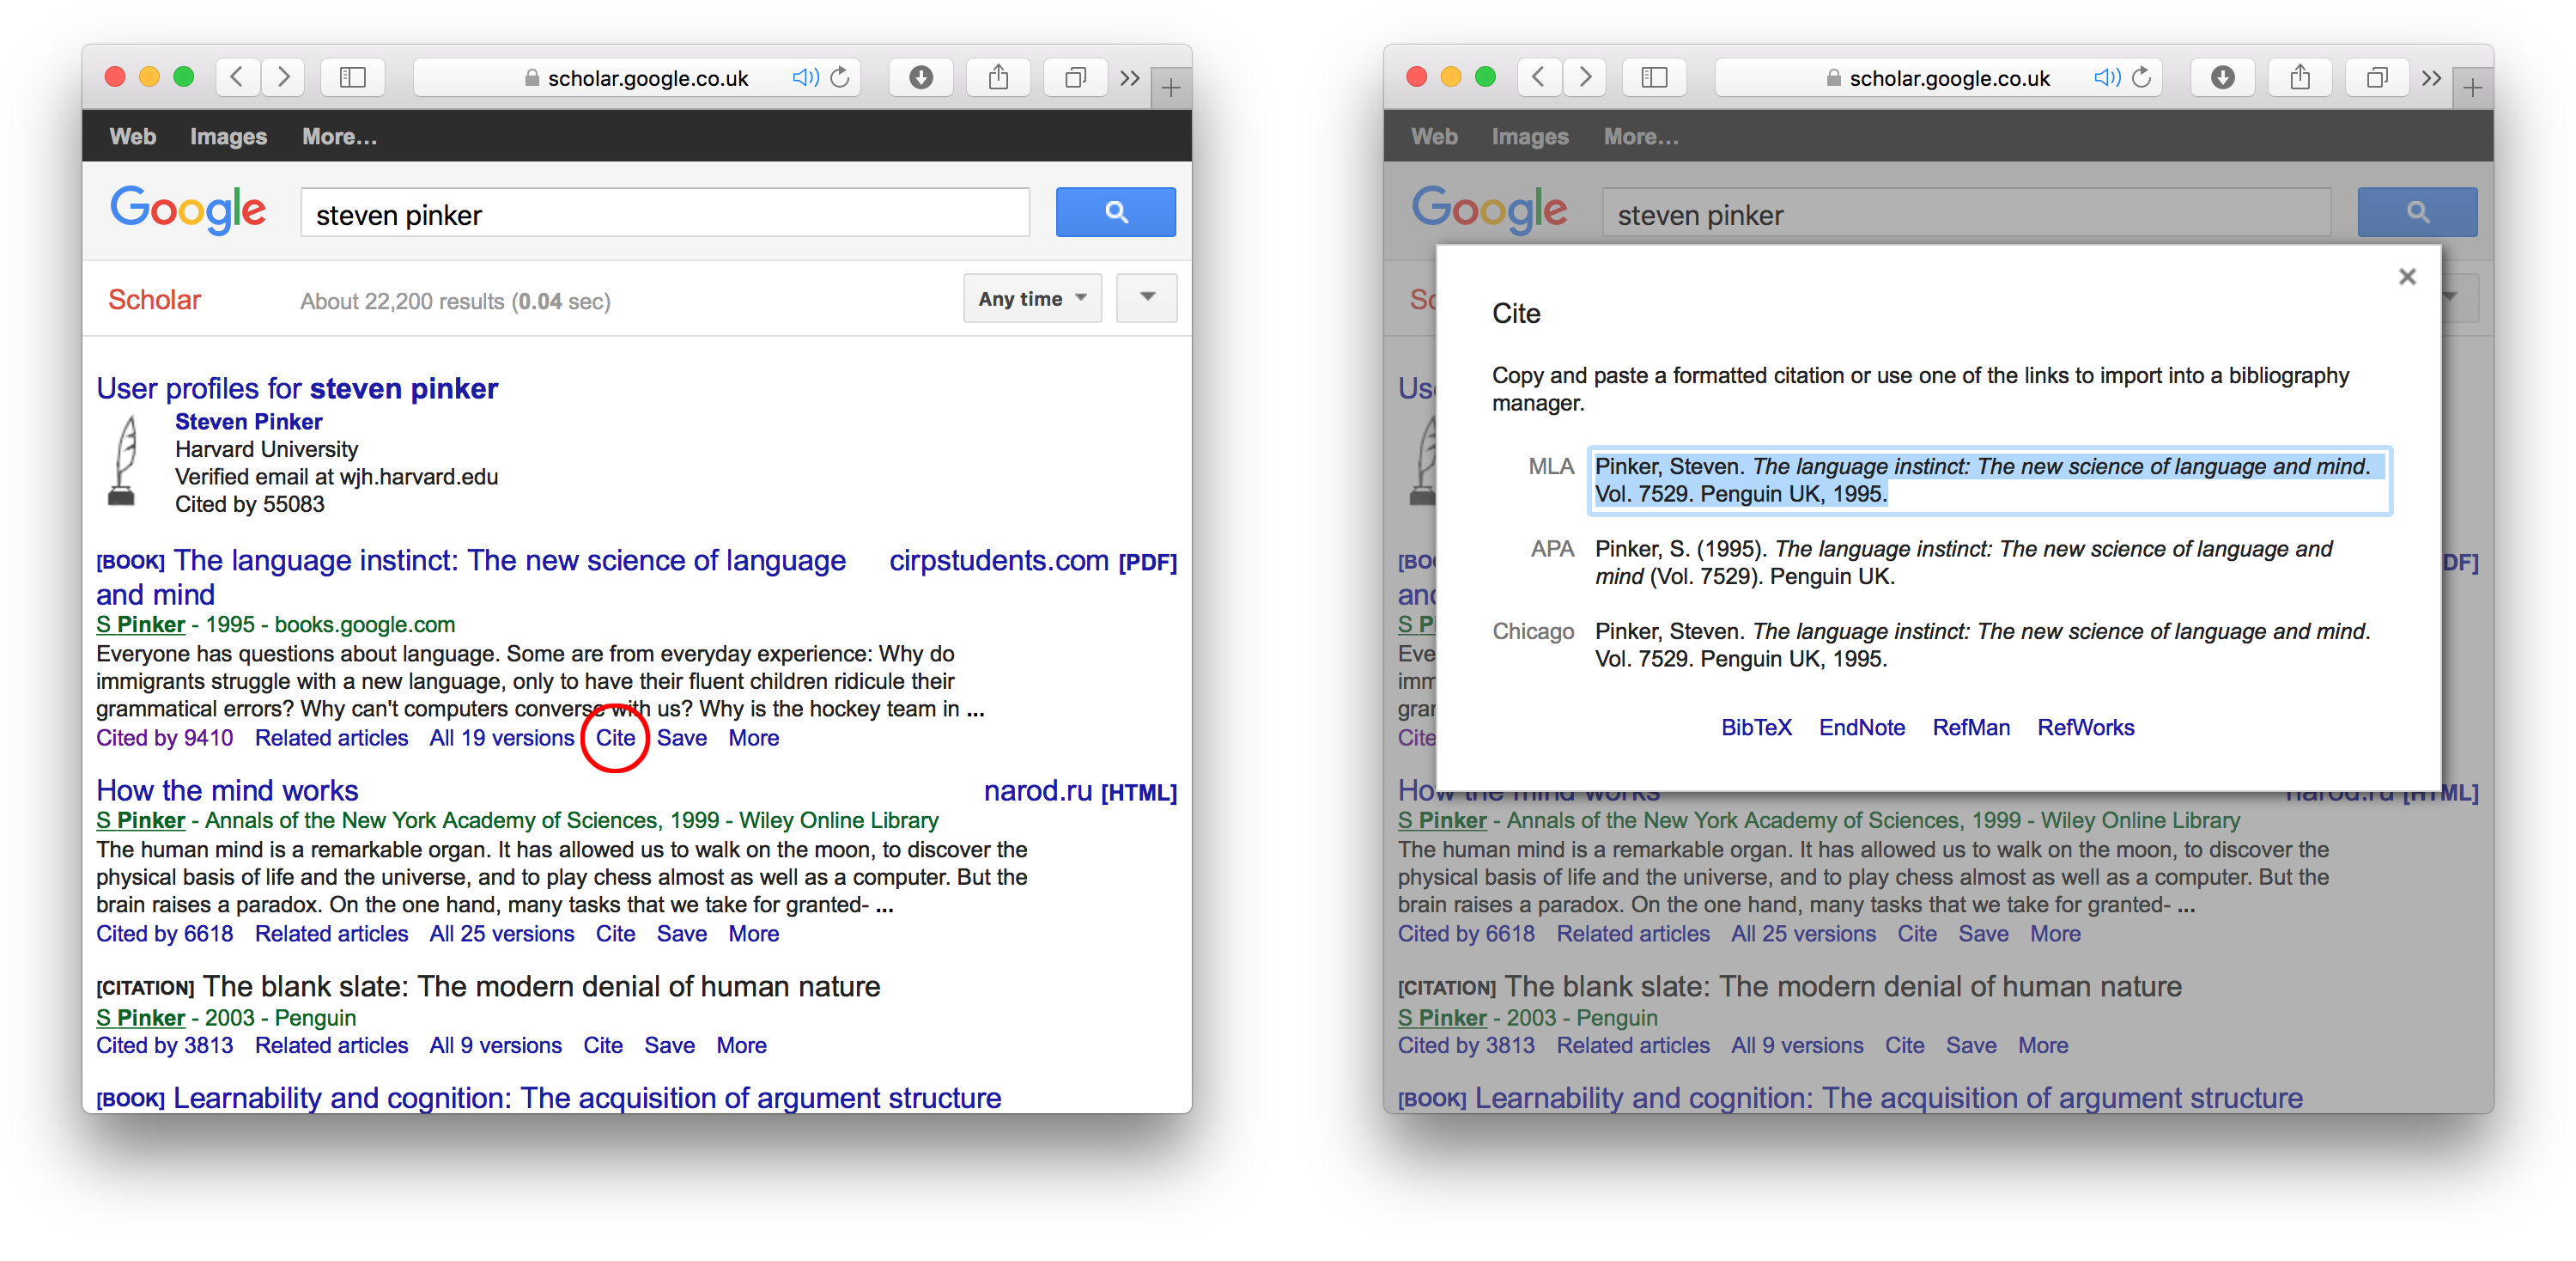 scholar.google.co.uk
Web Images More...
Google steven pinker
Scholar About 22,200 results (0.04 sec) Any time
User profiles for steven pinker
Steven Pinker
Harvard University
Verified email at wjh.harvard.edu
Cited by 55083
[BOOK] The language instinct: The new science of language cirpstudents.com [PDF]
and mind
S Pinker - 1995 - books.google.com
Everyone has questions about language. Some are from everyday experience: Why do
immigrants struggle with a new language, only to have their fluent children ridicule their
grammatical errors? Why can't computers converse with us? Why is the hockey team in ...
Cited by 9410 Related articles All 19 versions Cite Save More
How the mind works narod.ru [HTML]
S Pinker - Annals of the New York Academy of Sciences, 1999 - Wiley Online Library
The human mind is a remarkable organ. It has allowed us to walk on the moon, to discover the
physical basis of life and the universe, and to play chess almost as well as a computer. But the
brain raises a paradox. On the one hand, many tasks that we take for granted- ...
Cited by 6618 Related articles All 25 versions Cite Save More
[CITATION] The blank slate: The modern denial of human nature
S Pinker - 2003 - Penguin
Cited by 3813 Related articles All 9 versions Cite Save More
[BOOK] Learnability and cognition: The acquisition of argument structure
scholar.google.co.uk
Web Images More...
Google steven pinker
Sc
Cite
Copy and paste a formatted citation or use one of the links to import into a bibliography
manager.
MLA Pinker, Steven. The language instinct: The new science of language and mind.
Vol. 7529. Penguin UK, 1995.
APA Pinker, S. (1995). The language instinct: The new science of language and
mind (Vol. 7529). Penguin UK.
Chicago Pinker, Steven. The language instinct: The new science of language and mind.
Vol. 7529. Penguin UK, 1995.
BibTeX EndNote RefMan RefWorks
Use
[BO DF]
and
S P
Eve
imm
gra
Cite
How the mind works narod.ru [HTML]
S Pinker - Annals of the New York Academy of Sciences, 1999 - Wiley Online Library
The human mind is a remarkable organ. It has allowed us to walk on the moon, to discover the
physical basis of life and the universe, and to play chess almost as well as a computer. But the
brain raises a paradox. On the one hand, many tasks that we take for granted- ...
Cited by 6618 Related articles All 25 versions Cite Save More
[CITATION] The blank slate: The modern denial of human nature
S Pinker - 2003 - Penguin
Cited by 3813 Related articles All 9 versions Cite Save More
[BOOK] Learnability and cognition: The acquisition of argument structure